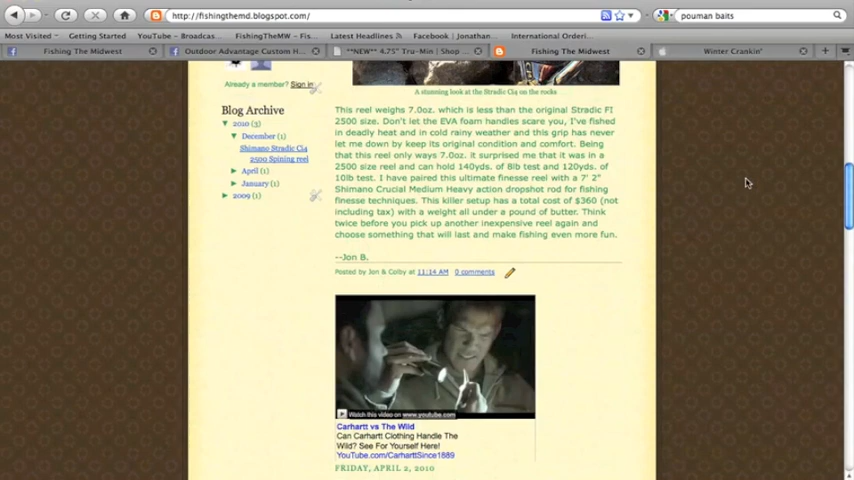 http://fishingthemd.blogspot.com/
pouman baits
Most Visited
Getting Started
YouTube - Broadcas...
FishingTheMW - Fis...
Latest Headlines
Facebook | Jonathan...
International Orderi...
Fishing The Midwest
Outdoor Advantage Custom H...
**NEW** 4.75" Tru-Min | Shop ...
Fishing The Midwest
Winter Crankin'
Already a member? Sign in
A stunning look at the Stradic CI4 on the rocks
Blog Archive
▼ 2010 (3)
▼ December (1)
Shimano Stradic CI4
2500 Spining reel
► April (1)
► January (1)
► 2009 (1)
This reel weighs 7.0oz. which is less than the original Stradic FI
2500 size. Don't let the EVA foam handles scare you, I've fished
in deadly heat and in cold rainy weather and this grip has never
let me down by keep its original condition and comfort. Being
that this reel only ways 7.0oz. it surprised me that it was in a
2500 size reel and can hold 140yds. of 8lb test and 120yds. of
10lb test. I have paired this ultimate finesse reel with a 7' 2"
Shimano Crucial Medium Heavy action dropshot rod for fishing
finesse techniques. This killer setup has a total cost of $360 (not
including tax) with a weight all under a pound of butter. Think
twice before you pick up another inexpensive reel again and
choose something that will last and make fishing even more fun.
--Jon B.
Posted by Jon & Colby at 11:14 AM 0 comments
Watch this video on www.youtube.com
Carhartt vs The Wild
Can Carhartt Clothing Handle The
Wild? See For Yourself Here!
YouTube.com/CarharttSince1889
FRIDAY, APRIL 2, 2010